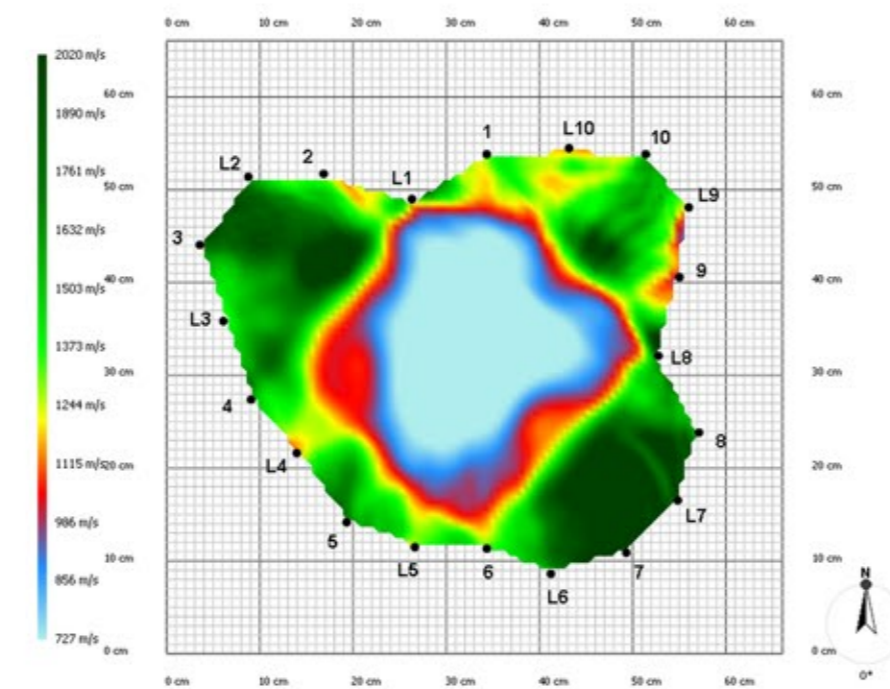 0 cm 10 cm 20 cm 30 cm 40 cm 50 cm 60 cm
2020 m/s
1890 m/s
1761 m/s
1632 m/s
1503 m/s
1373 m/s
1244 m/s
1115 m/s
986 m/s
856 m/s
727 m/s
60 cm 60 cm
1 L10 10
L2 2 L1 L9
50 cm 50 cm
3
40 cm 9 40 cm
L3 L8
30 cm 30 cm
4 8
L4 20 cm 20 cm
L7
5 L5 6 7
10 cm 10 cm
L6
N
0 cm 0 cm
0 cm 10 cm 20 cm 30 cm 40 cm 50 cm 60 cm
0°